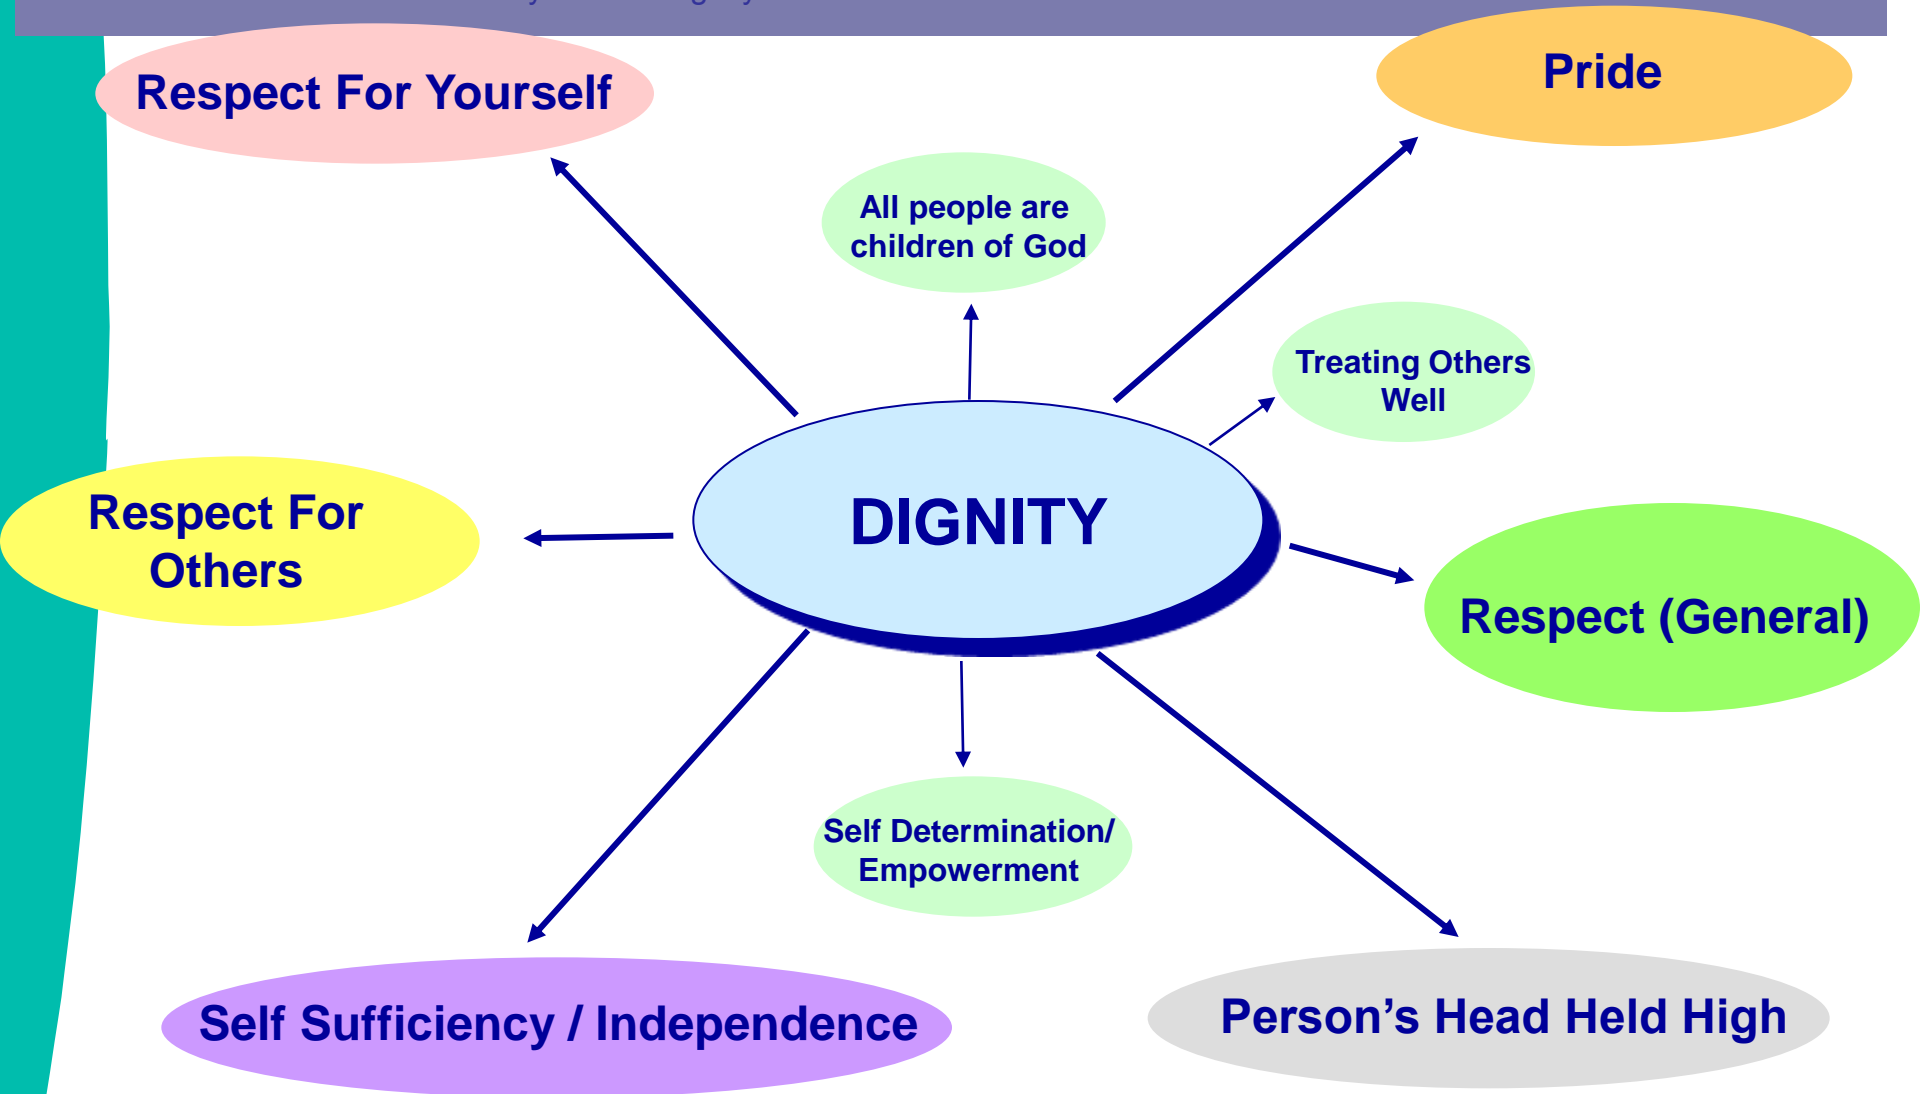 Respect For Yourself
Pride
All people are
children of God
Treating Others
Well
DIGNITY
Respect For
Others
Respect (General)
Self Determination/
Empowerment
Self Sufficiency / Independence
Person’s Head Held High